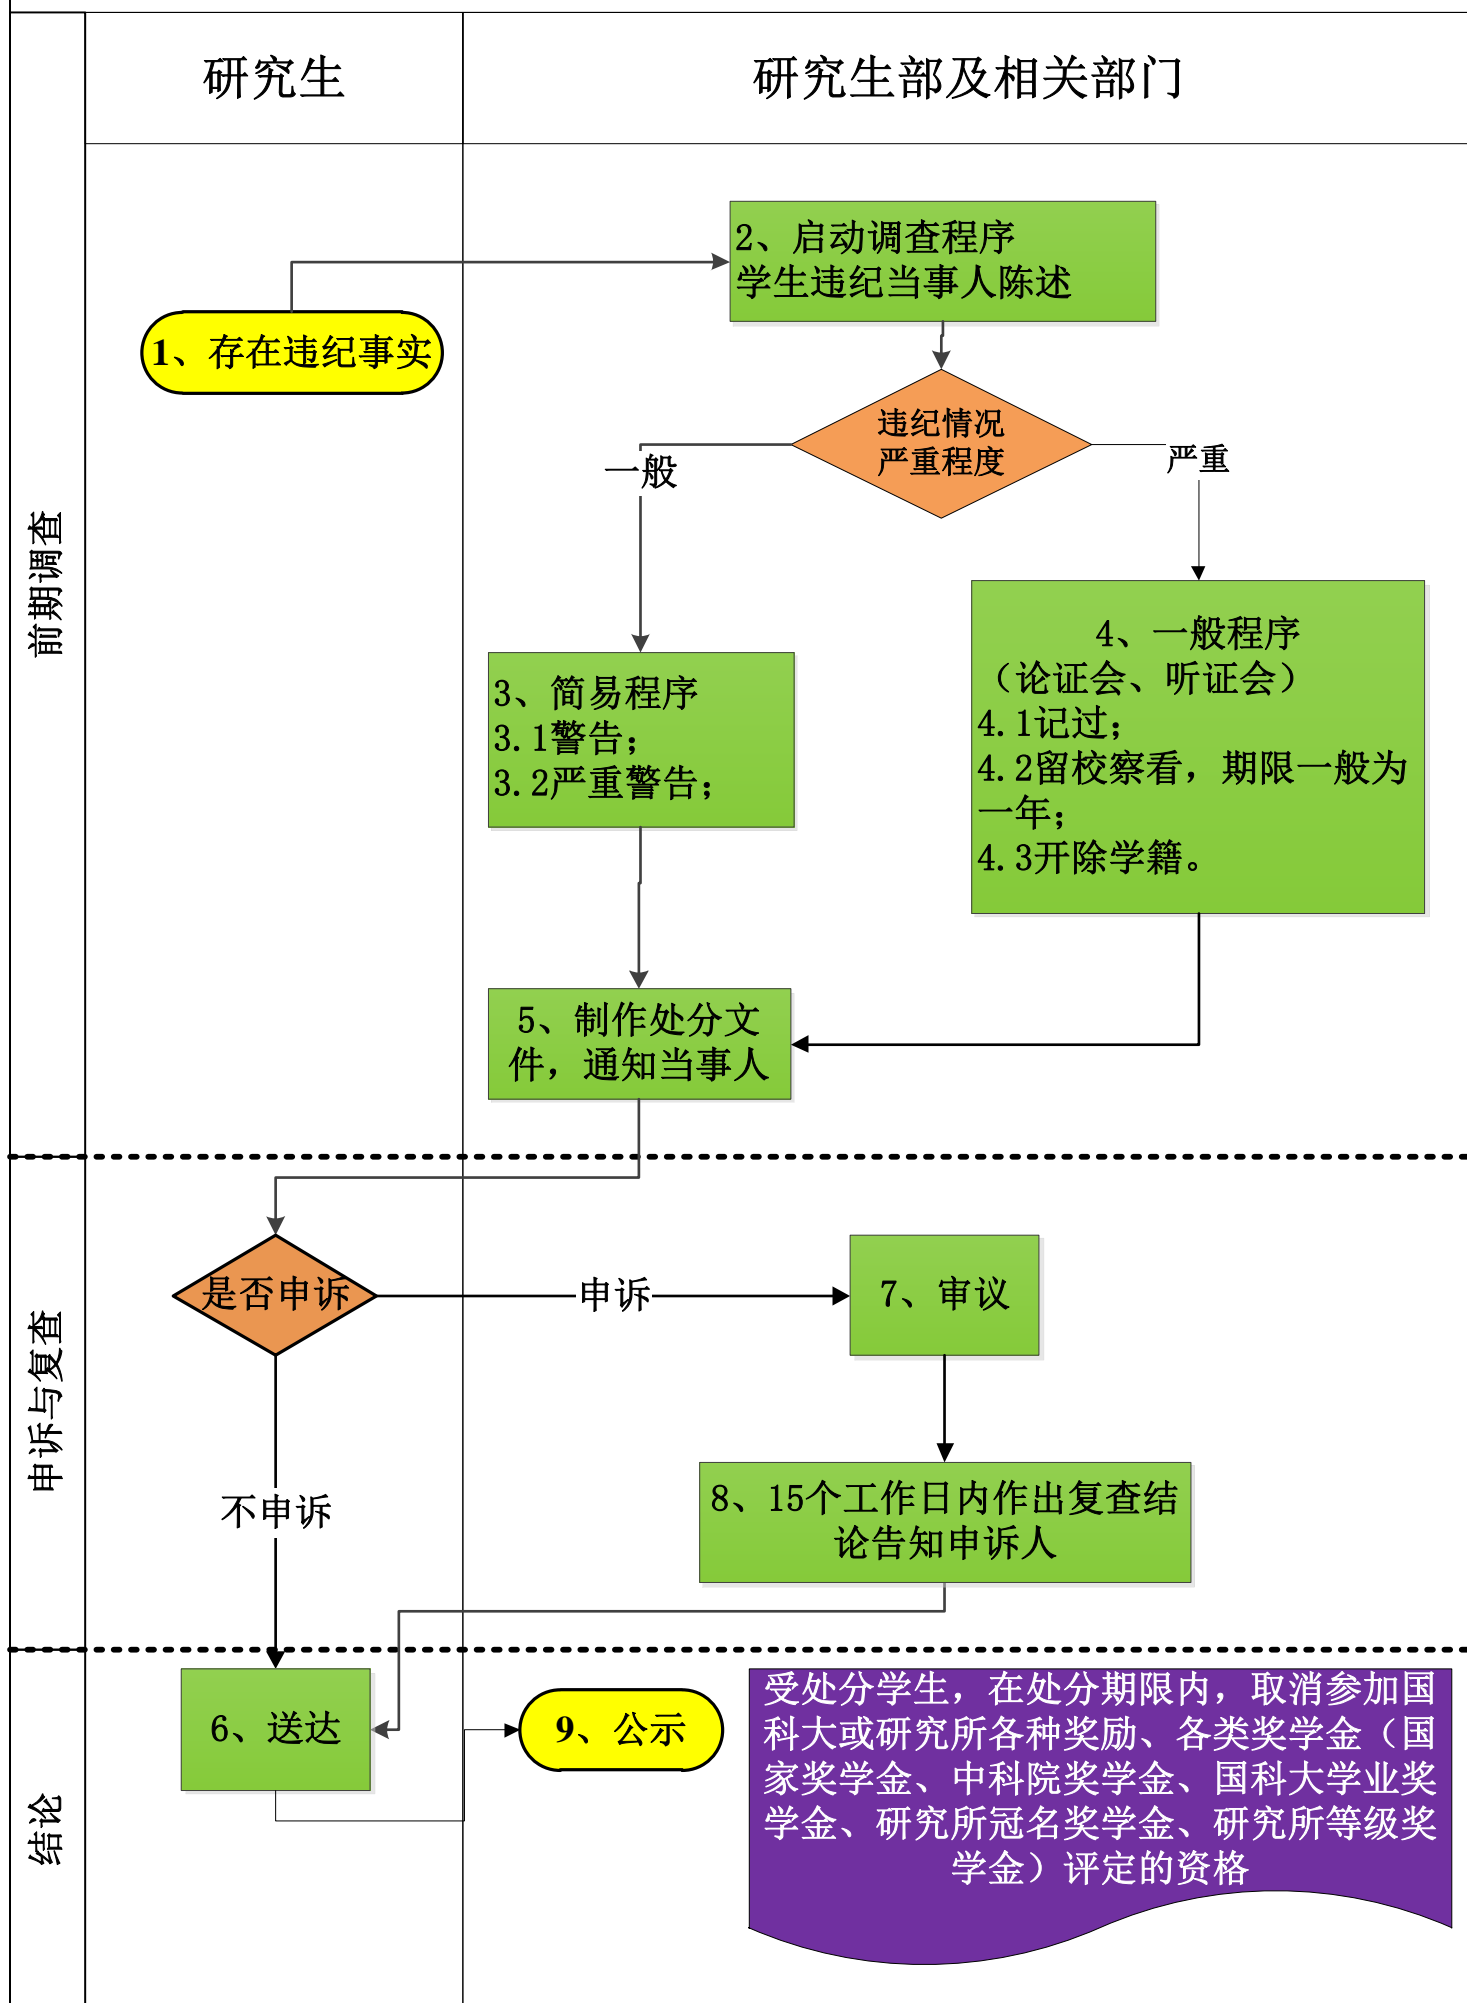 研究生
研究生部及相关部门
前期调查
2、启动调查程序
学生违纪当事人陈述
1、存在违纪事实
违纪情况
严重程度
一般
严重
4、一般程序
（论证会、听证会）
4.1记过；
4.2留校察看，期限一般为
一年；
4.3开除学籍。
3、简易程序
3.1警告；
3.2严重警告；
5、制作处分文
件，通知当事人
申诉与复查
是否申诉
申诉
7、审议
不申诉
8、15个工作日内作出复查结
论告知申诉人
结论
6、送达
9、公示
受处分学生，在处分期限内，取消参加国
科大或研究所各种奖励、各类奖学金（国
家奖学金、中科院奖学金、国科大学业奖
学金、研究所冠名奖学金、研究所等级奖
学金）评定的资格